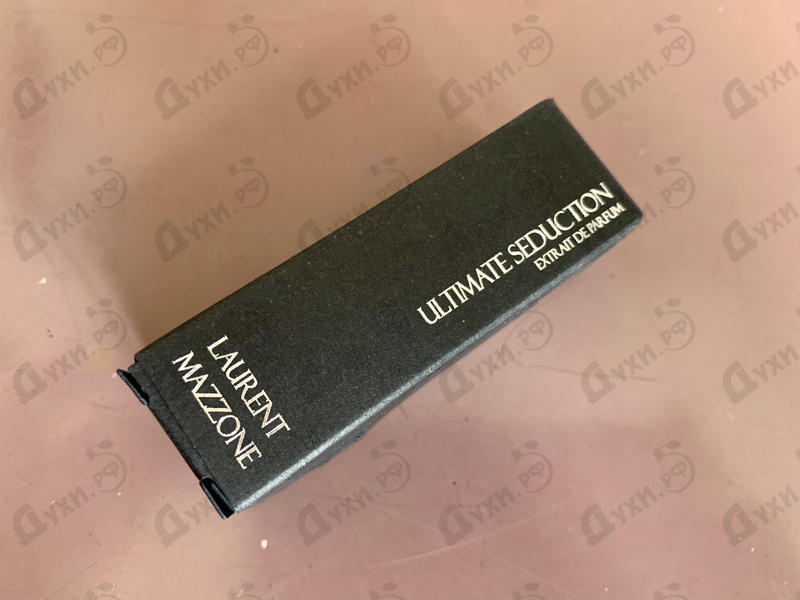 LAURENT
MAZZONE
ULTIMATE SEDUCTION
EXTRAIT DE PARFUM
Духи.рф